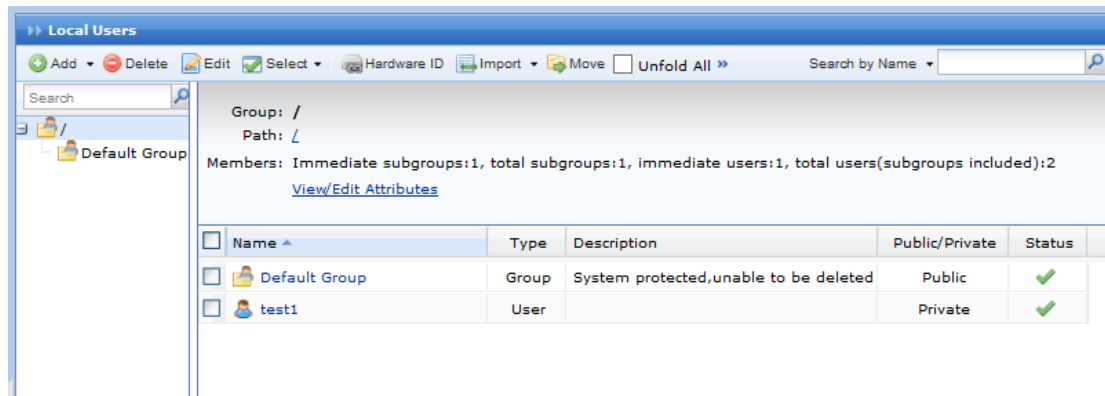 Local Users
Add Delete Edit Select Hardware ID Import Move Unfold All » Search by Name
Search
/
Default Group
Group: /
Path: /
Members: Immediate subgroups:1, total subgroups:1, immediate users:1, total users(subgroups included):2
View/Edit Attributes
Name Type Description Public/Private Status
Default Group Group System protected,unable to be deleted Public
test1 User Private